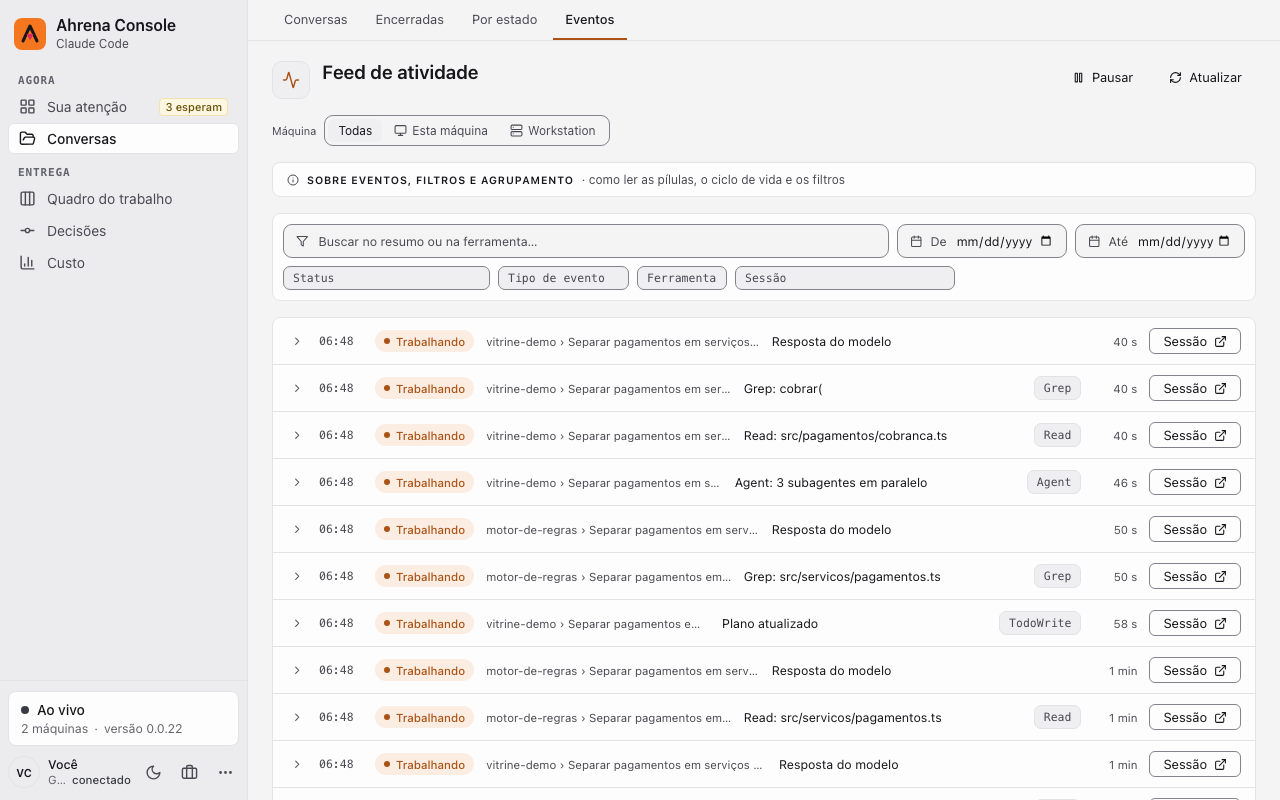 Ahrena Console
Claude Code
AGORA
Sua atenção 3 esperam
Conversas
ENTREGA
Quadro do trabalho
Decisões
Custo
Ao vivo
2 máquinas · versão 0.0.22
VC Você
G... conectado
Conversas Encerradas Por estado Eventos
Feed de atividade Pausar Atualizar
Máquina Todas Esta máquina Workstation
SOBRE EVENTOS, FILTROS E AGRUPAMENTO · como ler as pílulas, o ciclo de vida e os filtros
Buscar no resumo ou na ferramenta... De mm/dd/yyyy Até mm/dd/yyyy
Status Tipo de evento Ferramenta Sessão
06:48 Trabalhando vitrine-demo › Separar pagamentos em serviços... Resposta do modelo 40 s Sessão
06:48 Trabalhando vitrine-demo › Separar pagamentos em ser... Grep: cobrar( Grep 40 s Sessão
06:48 Trabalhando vitrine-demo › Separar pagamentos em ser... Read: src/pagamentos/cobranca.ts Read 40 s Sessão
06:48 Trabalhando vitrine-demo › Separar pagamentos em s... Agent: 3 subagentes em paralelo Agent 46 s Sessão
06:48 Trabalhando motor-de-regras › Separar pagamentos em serv... Resposta do modelo 50 s Sessão
06:48 Trabalhando motor-de-regras › Separar pagamentos em... Grep: src/servicos/pagamentos.ts Grep 50 s Sessão
06:48 Trabalhando vitrine-demo › Separar pagamentos e... Plano atualizado TodoWrite 58 s Sessão
06:48 Trabalhando motor-de-regras › Separar pagamentos em serv... Resposta do modelo 1 min Sessão
06:48 Trabalhando motor-de-regras › Separar pagamentos em... Read: src/servicos/pagamentos.ts Read 1 min Sessão
06:48 Trabalhando vitrine-demo › Separar pagamentos em serviços ... Resposta do modelo 1 min Sessão